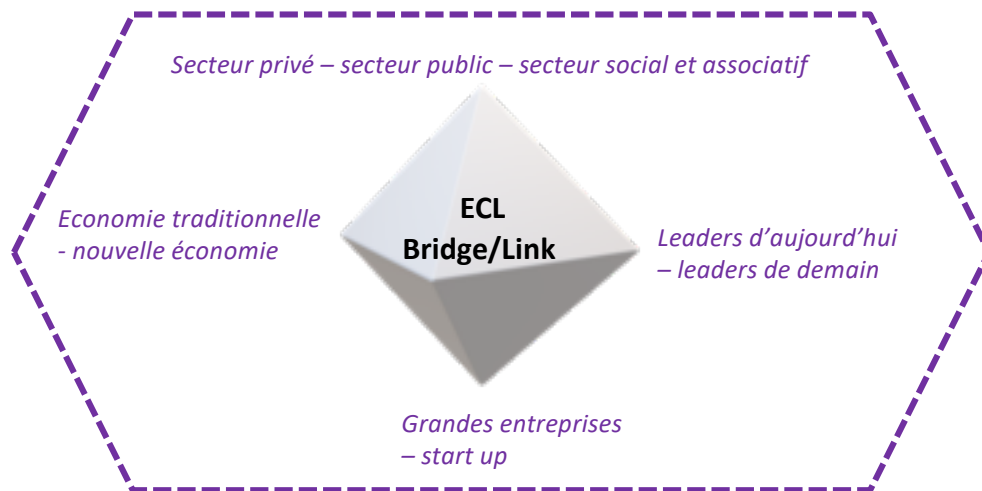 Secteur privé – secteur public – secteur social et associatif
Economie traditionnelle
- nouvelle économie
ECL
Bridge/Link
Leaders d’aujourd’hui
– leaders de demain
Grandes entreprises
– start up